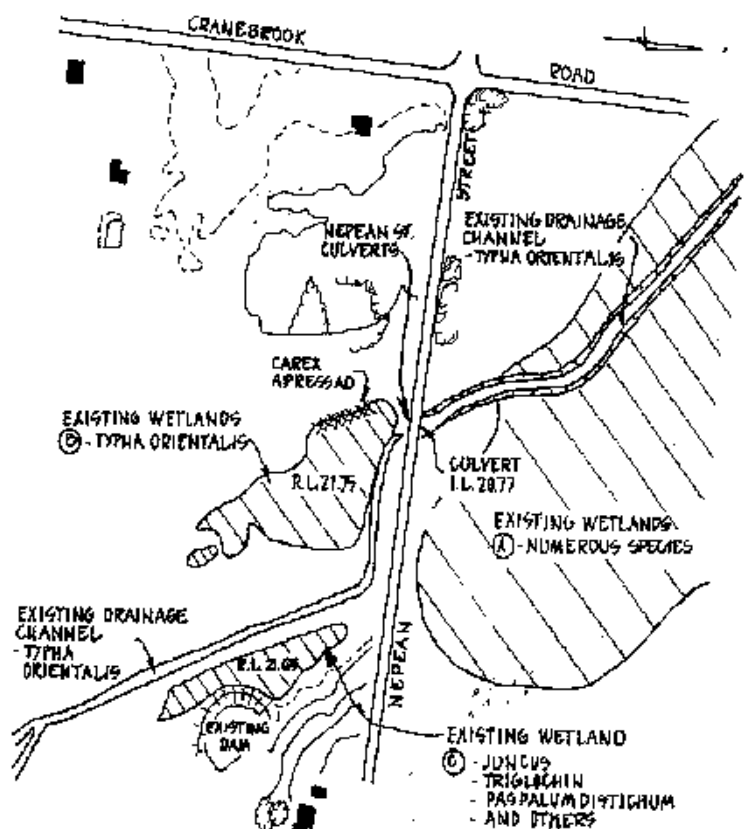 CRANEBROOK
ROAD
STREET
NEPEAN ST.
CULVERTS
EXISTING DRAINAGE
CHANNEL
- TYPHA ORIENTALIS
CAREX
APRESSAD
EXISTING WETLANDS
B - TYPHA ORIENTALIS
R.L.21.75
CULVERT
I.L. 20.77
EXISTING WETLANDS
A - NUMEROUS SPECIES
EXISTING DRAINAGE
CHANNEL
- TYPHA
ORIENTALIS
R.L.
NEPEAN
EXISTING
DAM
EXISTING WETLAND
C - JUNCUS
- TRIGLOCHIN
- PASPALUM DISTICHUM
- AND OTHERS